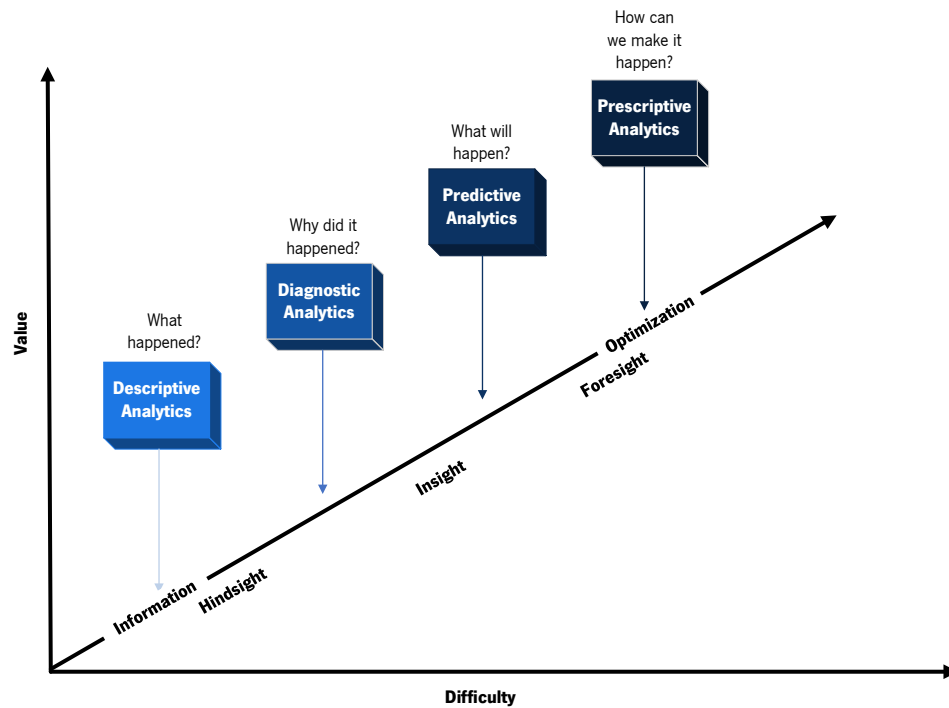 How can
we make it
happen?
Prescriptive
Analytics
What will
happen?
Predictive
Analytics
Why did it
happened?
Diagnostic
Analytics
What
happened?
Descriptive
Analytics
Value
Optimization
Foresight
Insight
Information
Hindsight
Difficulty